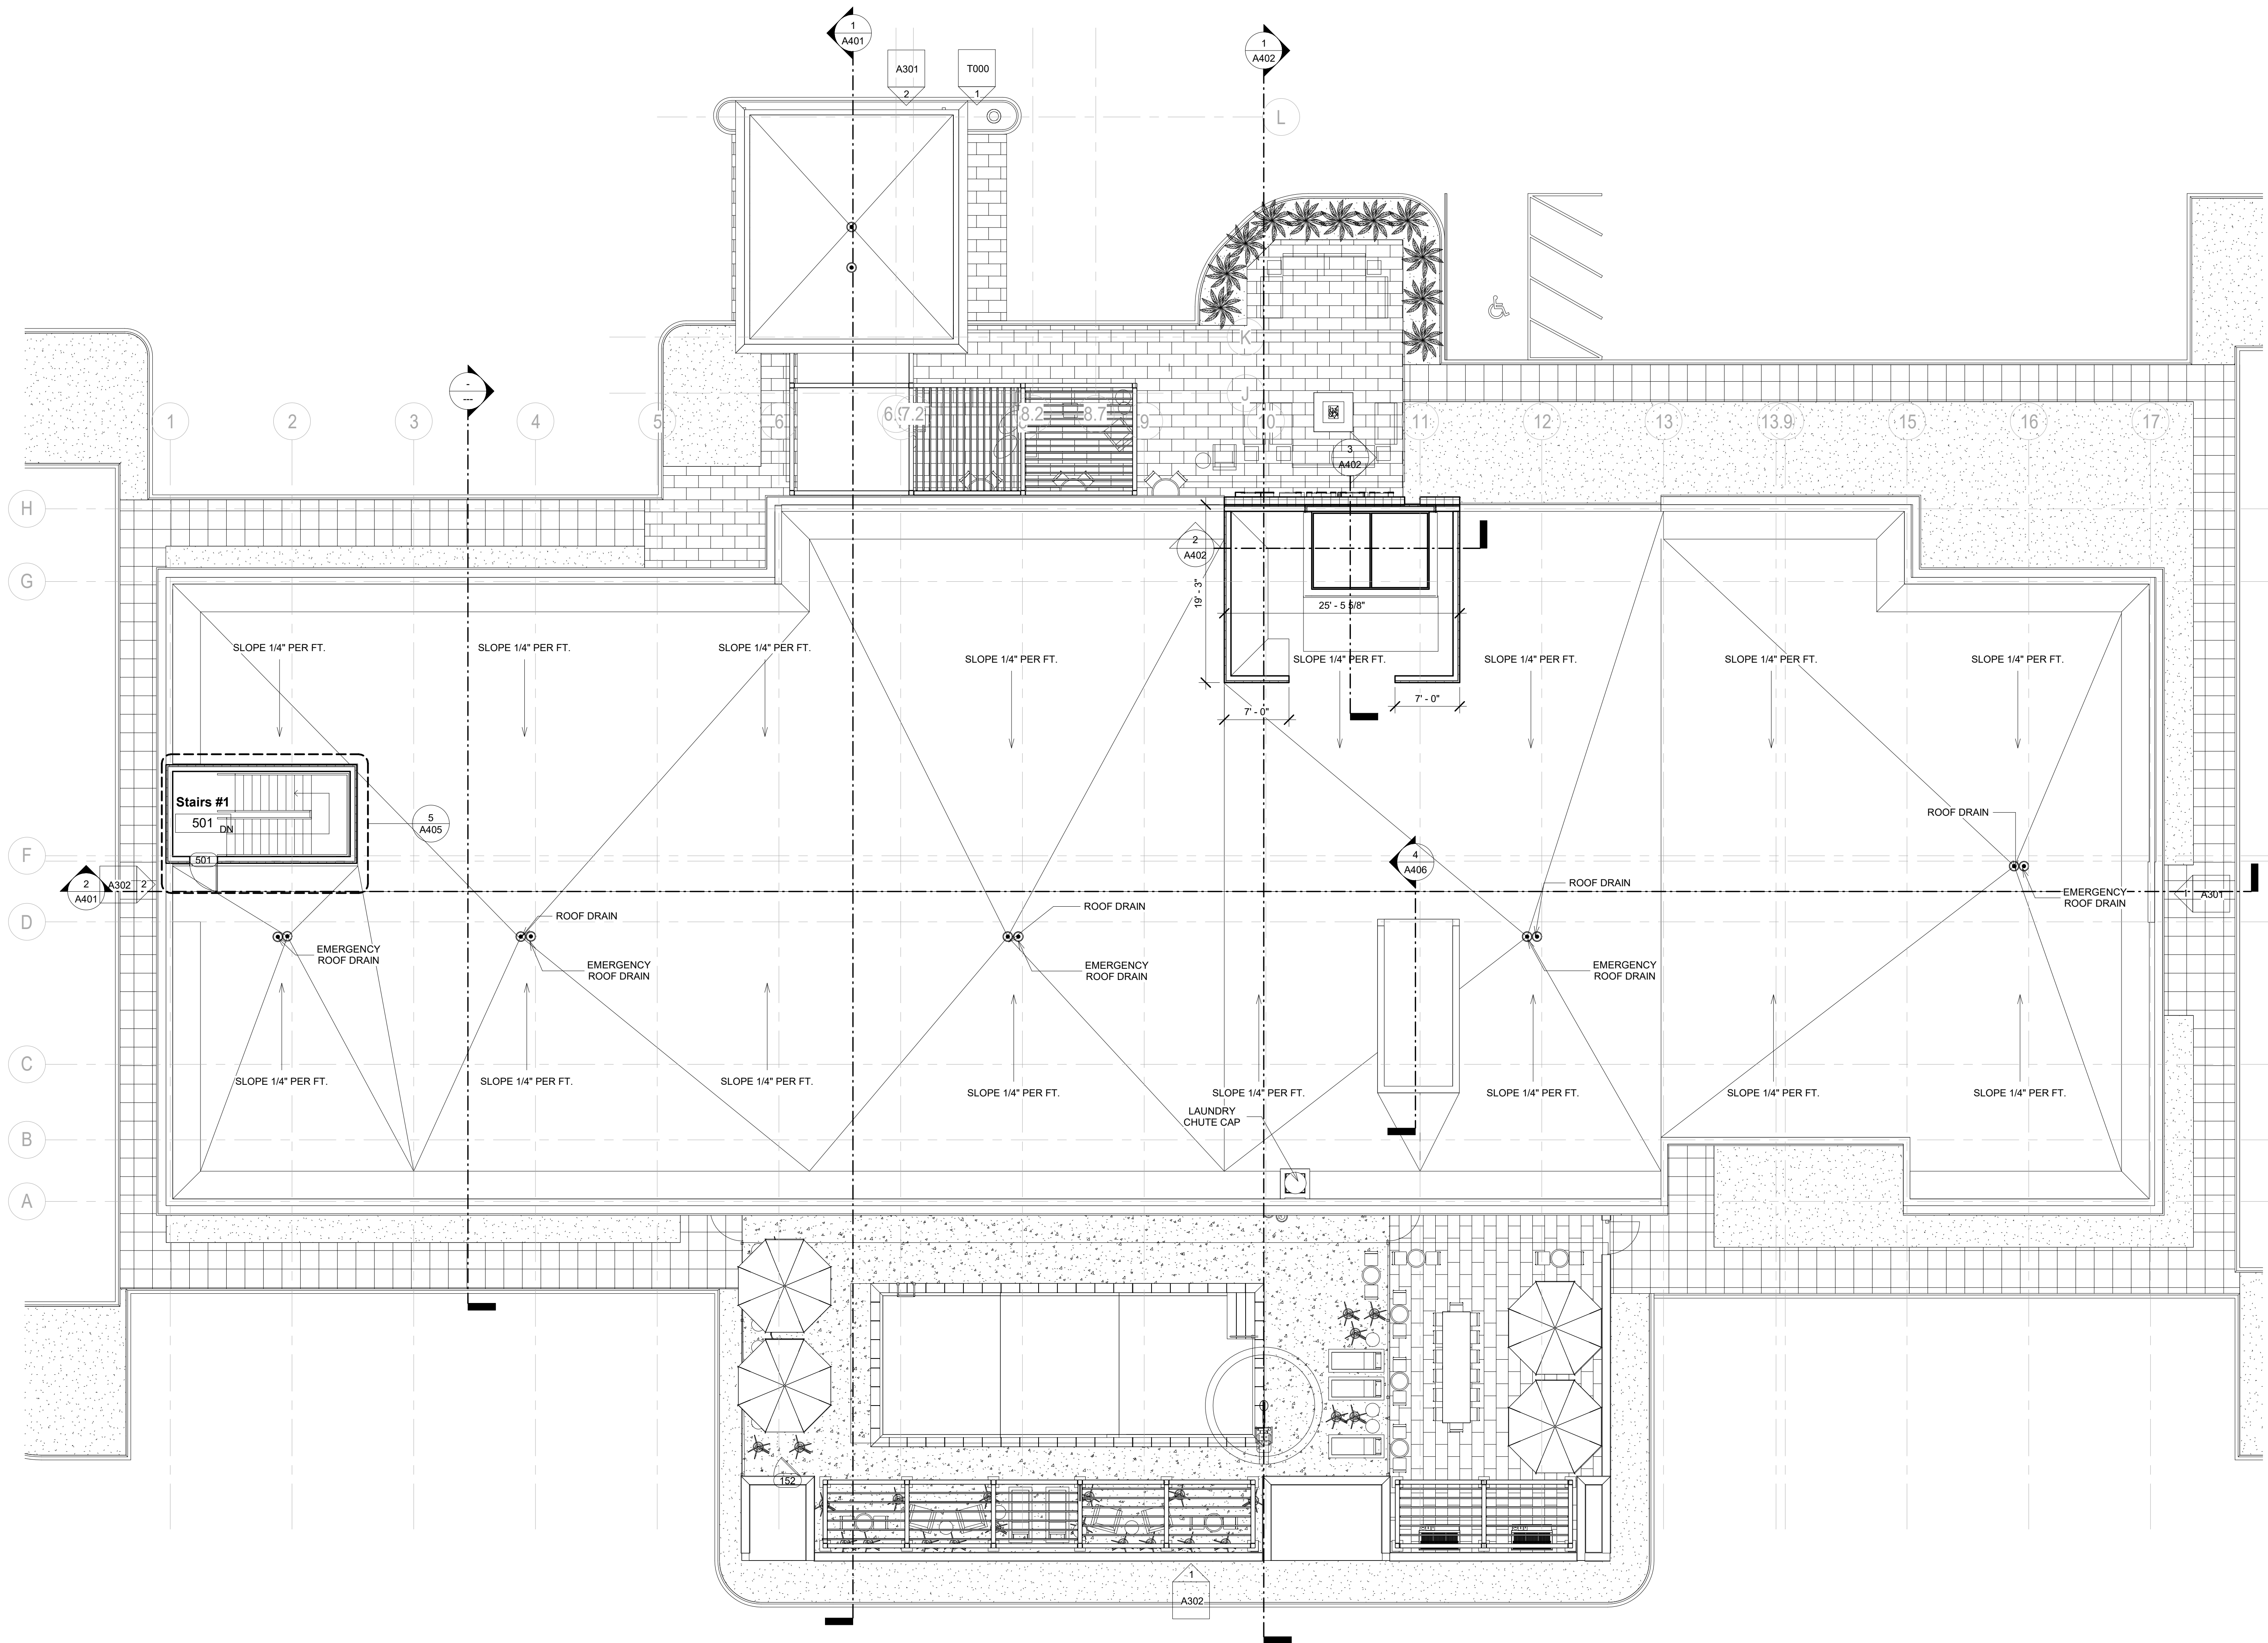 1
A401
1
A402
A301
2
T000
1
L
K
-
---
J
1
2
3
4
5
6
7.2
8.2
8.7
9
10
11
12
13
13.9
15
16
17
3
A402
H
2
A402
G
19' - 3"
25' - 5 5/8"
SLOPE 1/4" PER FT.
SLOPE 1/4" PER FT.
SLOPE 1/4" PER FT.
SLOPE 1/4" PER FT.
SLOPE 1/4" PER FT.
SLOPE 1/4" PER FT.
SLOPE 1/4" PER FT.
SLOPE 1/4" PER FT.
7' - 0"
7' - 0"
Stairs #1
501
DN
5
A405
ROOF DRAIN
F
501
4
A406
2
A401
A302
2
ROOF DRAIN
EMERGENCY
ROOF DRAIN
1
A301
D
ROOF DRAIN
ROOF DRAIN
EMERGENCY
ROOF DRAIN
EMERGENCY
ROOF DRAIN
EMERGENCY
ROOF DRAIN
EMERGENCY
ROOF DRAIN
C
SLOPE 1/4" PER FT.
SLOPE 1/4" PER FT.
SLOPE 1/4" PER FT.
SLOPE 1/4" PER FT.
SLOPE 1/4" PER FT.
SLOPE 1/4" PER FT.
SLOPE 1/4" PER FT.
SLOPE 1/4" PER FT.
LAUNDRY
CHUTE CAP
B
A
152
1
A302